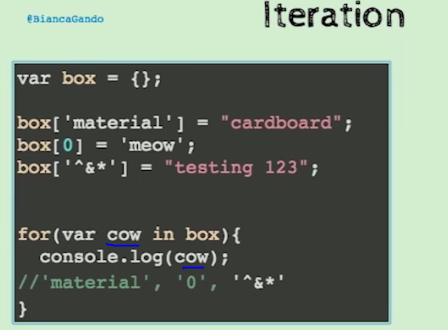 @BiancaGando
Iteration
var box = {};
box['material'] = "cardboard";
box[0] = 'meow';
box['^&*'] = "testing 123";
for(var cow in box){
console.log(cow);
//'material', '0', '^&*'
}